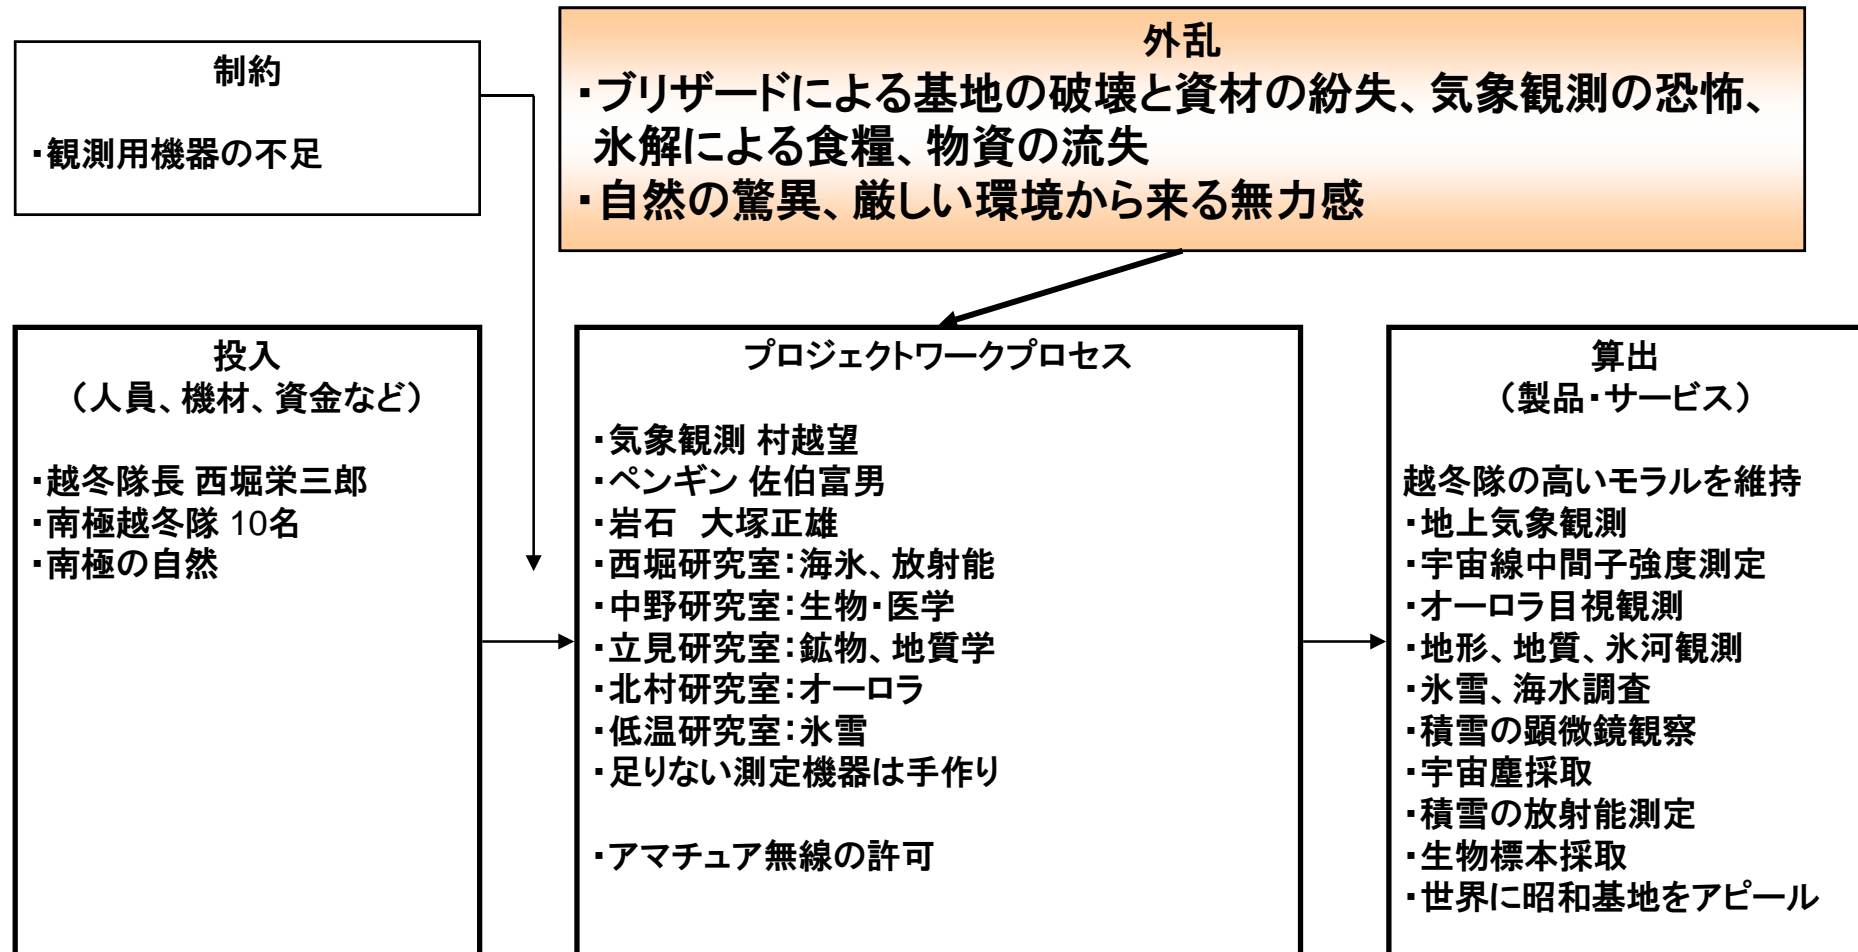 制約
・観測用機器の不足
外乱
・ブリザードによる基地の破壊と資材の紛失、気象観測の恐怖、
氷解による食糧、物資の流失
・自然の驚異、厳しい環境から来る無力感
投入
（人員、機材、資金など）
・越冬隊長 西堀栄三郎
・南極越冬隊 10名
・南極の自然
プロジェクトワークプロセス
・気象観測 村越望
・ペンギン 佐伯富男
・岩石　大塚正雄
・西堀研究室：海氷、放射能
・中野研究室：生物・医学
・立見研究室：鉱物、地質学
・北村研究室：オーロラ
・低温研究室：氷雪
・足りない測定機器は手作り
・アマチュア無線の許可
算出
（製品・サービス）
越冬隊の高いモラルを維持
・地上気象観測
・宇宙線中間子強度測定
・オーロラ目視観測
・地形、地質、氷河観測
・氷雪、海水調査
・積雪の顕微鏡観察
・宇宙塵採取
・積雪の放射能測定
・生物標本採取
・世界に昭和基地をアピール